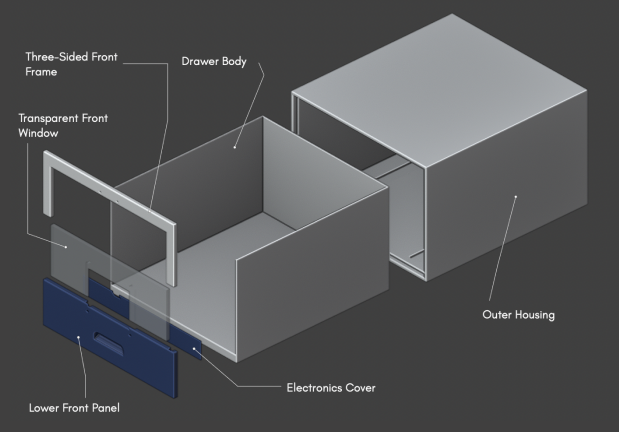 Three-Sided Front
Frame
Drawer Body
Transparent Front
Window
Outer Housing
Electronics Cover
Lower Front Panel